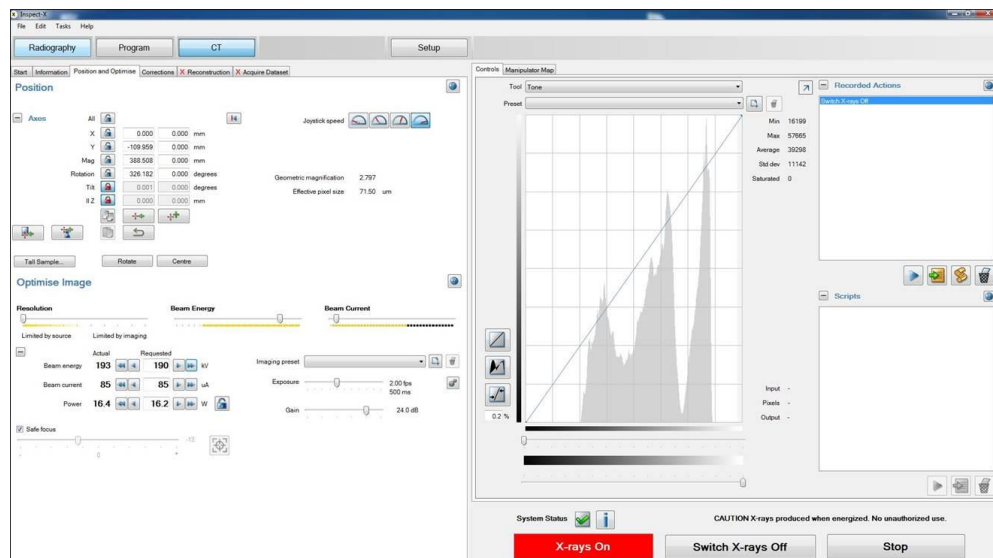 Inspect-X
File Edit Tasks Help
Radiography Program CT Setup
Start Information Position and Optimise Corrections X Reconstruction X Acquire Dataset
Position
Axes All
X 0.000 0.000 mm
Y -109.959 0.000 mm
Mag 388.508 0.000 mm
Rotation 326.182 0.000 degrees
Tilt 0.001 0.000 degrees
II Z 0.000 0.000 mm
Joystick speed
Geometric magnification 2.797
Effective pixel size 71.50 um
Tall Sample... Rotate Centre
Optimise Image
Resolution Beam Energy Beam Current
Limited by source Limited by imaging
Actual Requested
Beam energy 193 190 kV
Beam current 85 85 uA
Power 16.4 16.2 W
Imaging preset
Exposure 2.00 fps
500 ms
Gain 24.0 dB
Safe focus
-72
- 0 +
Controls Manipulator Map
Tool Tone
Preset
Min 16199
Max 57665
Average 39298
Std dev 11142
Saturated 0
0.2 %
Input -
Pixels -
Output -
Recorded Actions
Switch X-rays Off
Scripts
System Status CAUTION X-rays produced when energized. No unauthorized use.
X-rays On Switch X-rays Off Stop